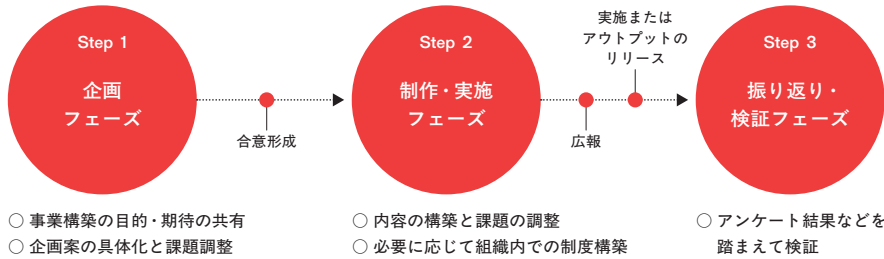 Step 1
企画
フェーズ
合意形成
Step 2
制作・実施
フェーズ
広報
実施または
アウトプットの
リリース
Step 3
振り返り・
検証フェーズ
○ 事業構築の目的・期待の共有
○ 企画案の具体化と課題調整
○ 内容の構築と課題の調整
○ 必要に応じて組織内での制度構築
○ アンケート結果などを
踏まえて検証